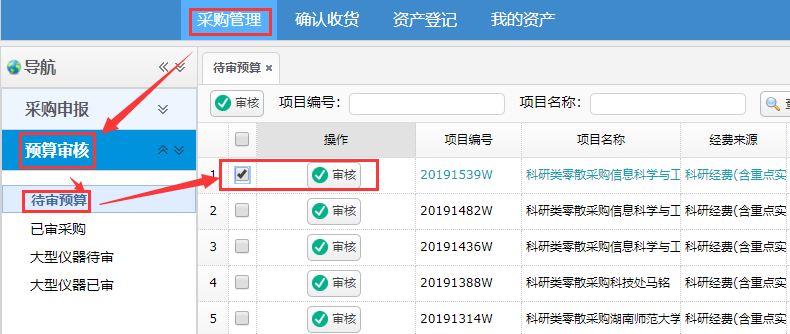 采购管理 确认收货 资产登记 我的资产
导航
待审预算
采购申报
预算审核
待审预算
已审采购
大型仪器待审
大型仪器已审
审核 项目编号: 项目名称:
操作 项目编号 项目名称 经费来源
1 审核 20191539W 科研类零散采购信息科学与工 科研经费(含重点实
2 审核 20191482W 科研类零散采购信息科学与工 科研经费(含重点实
3 审核 20191436W 科研类零散采购信息科学与工 科研经费(含重点实
4 审核 20191388W 科研类零散采购科技处马铭 科研经费(含重点实
5 审核 20191314W 科研类零散采购湖南师范大学 科研经费(含重点实